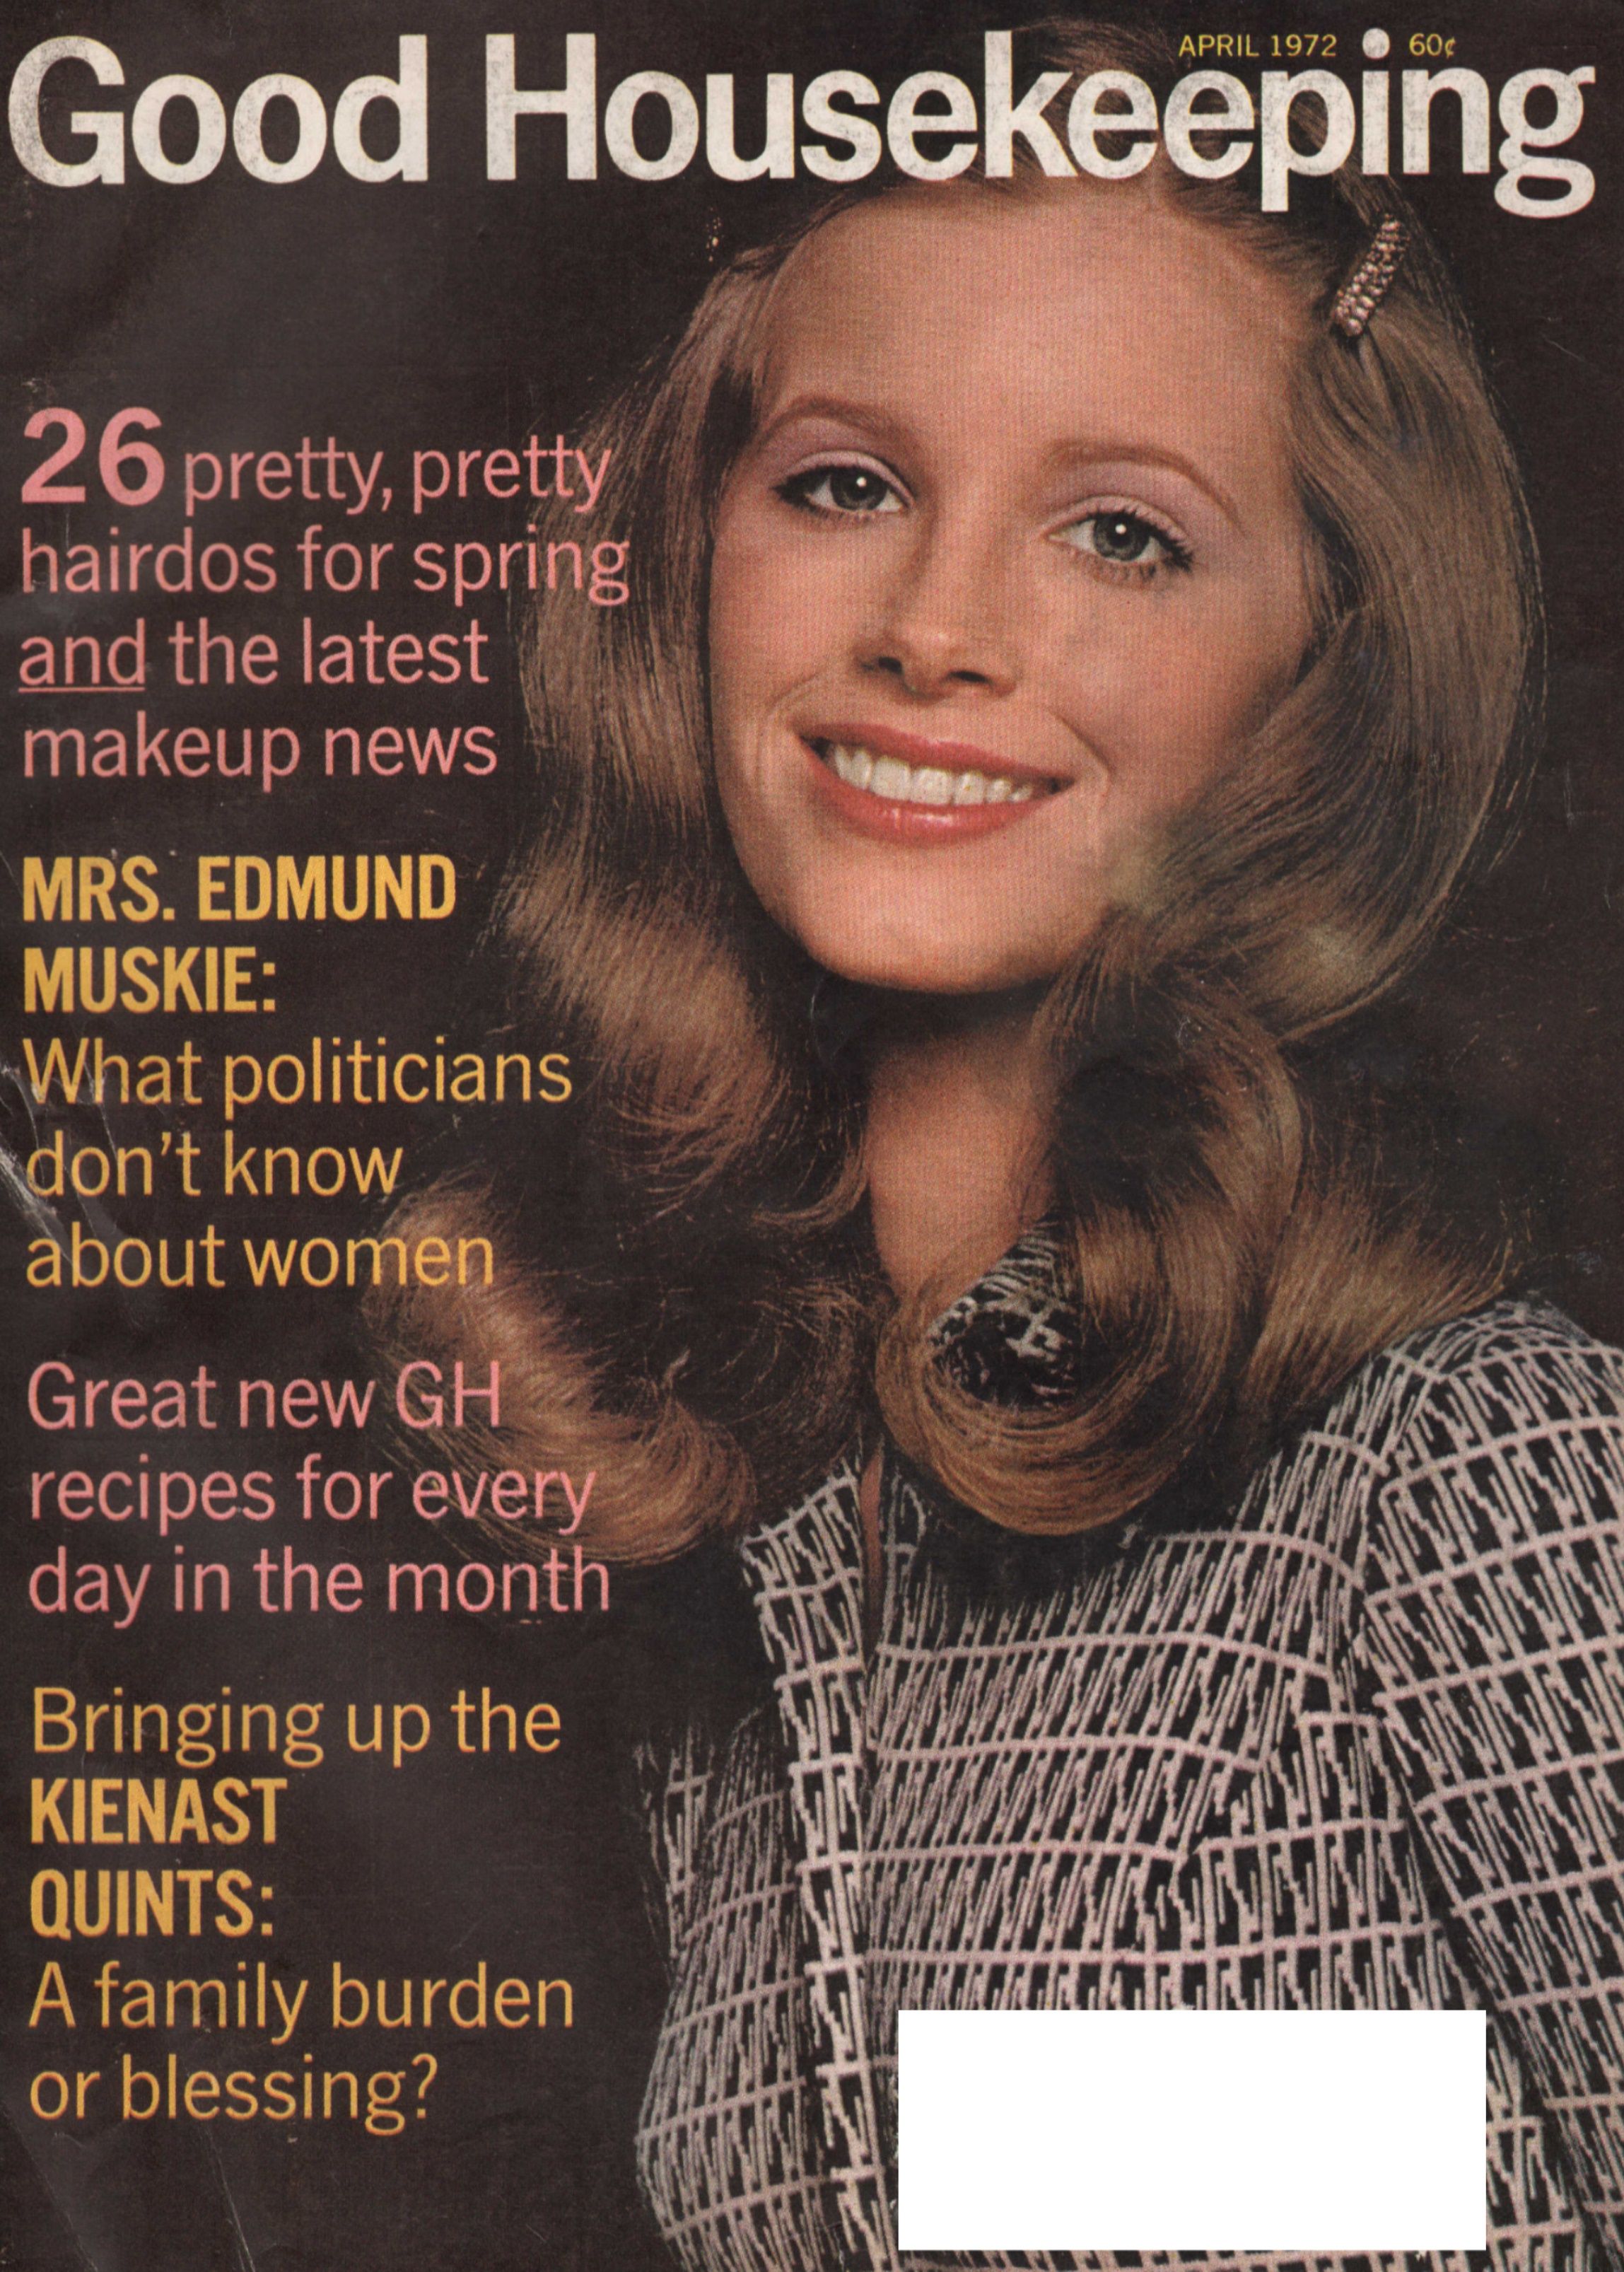 APRIL 1972 60¢
Good Housekeeping
26 pretty, pretty
hairdos for spring
and the latest
makeup news
MRS. EDMUND
MUSKIE:
What politicians
don't know
about women
Great new GH
recipes for every
day in the month
Bringing up the
KIENAST
QUINTS:
A family burden
or blessing?